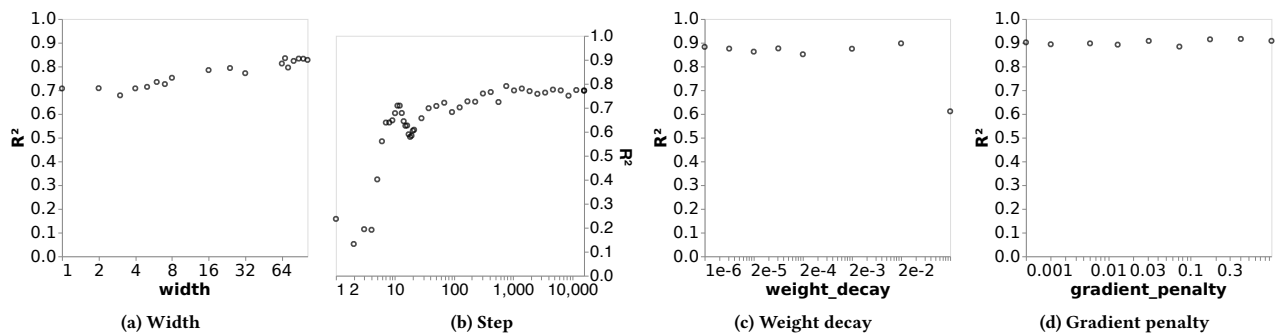 1.0
0.9
0.8
0.7
0.6
0.5
0.4
0.3
0.2
0.1
0.0
R²
1 2 4 8 16 32 64
width
(a) Width
1.0
0.9
0.8
0.7
0.6
0.5
0.4
0.3
0.2
0.1
0.0
R²
1 2 10 100 1,000 10,000
(b) Step
1.0
0.9
0.8
0.7
0.6
0.5
0.4
0.3
0.2
0.1
0.0
R²
1e-6 2e-5 2e-4 2e-3 2e-2
weight_decay
(c) Weight decay
1.0
0.9
0.8
0.7
0.6
0.5
0.4
0.3
0.2
0.1
0.0
R²
0.001 0.01 0.03 0.1 0.3
gradient_penalty
(d) Gradient penalty